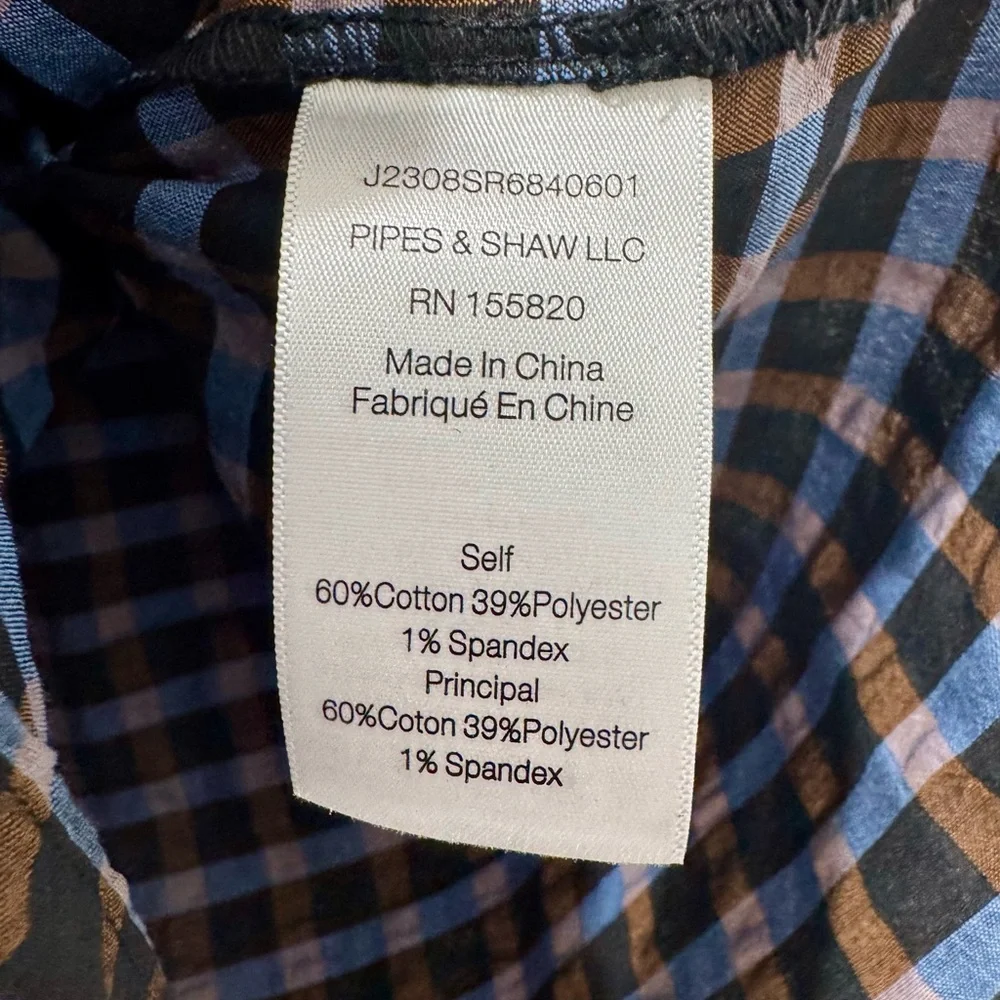 J2308SR6840601
PIPES & SHAW LLC
RN 155820
Made In China
Fabriqué En Chine
Self
60%Cotton 39%Polyester
1% Spandex
Principal
60%Coton 39%Polyester
1% Spandex